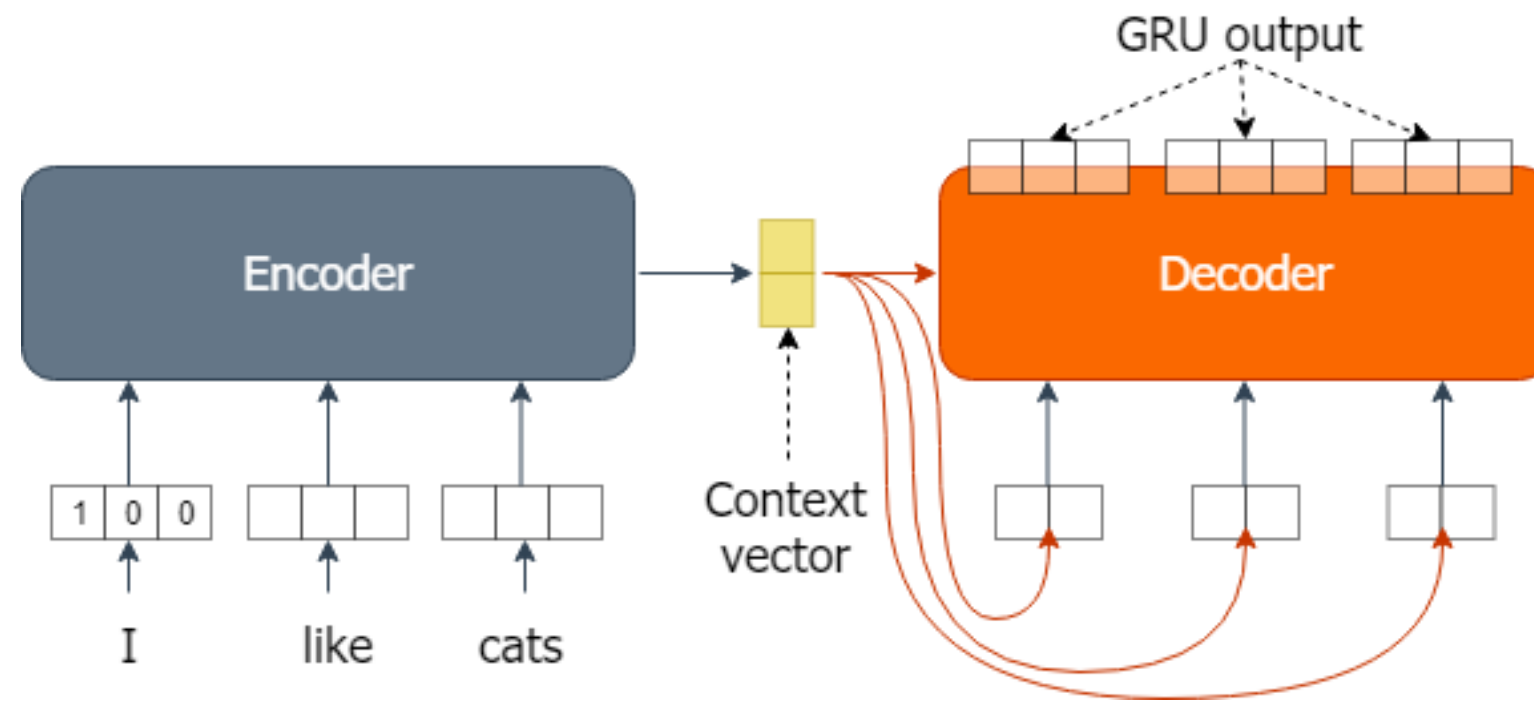 GRU output
Encoder
Decoder
Context
vector
1 0 0
I like cats